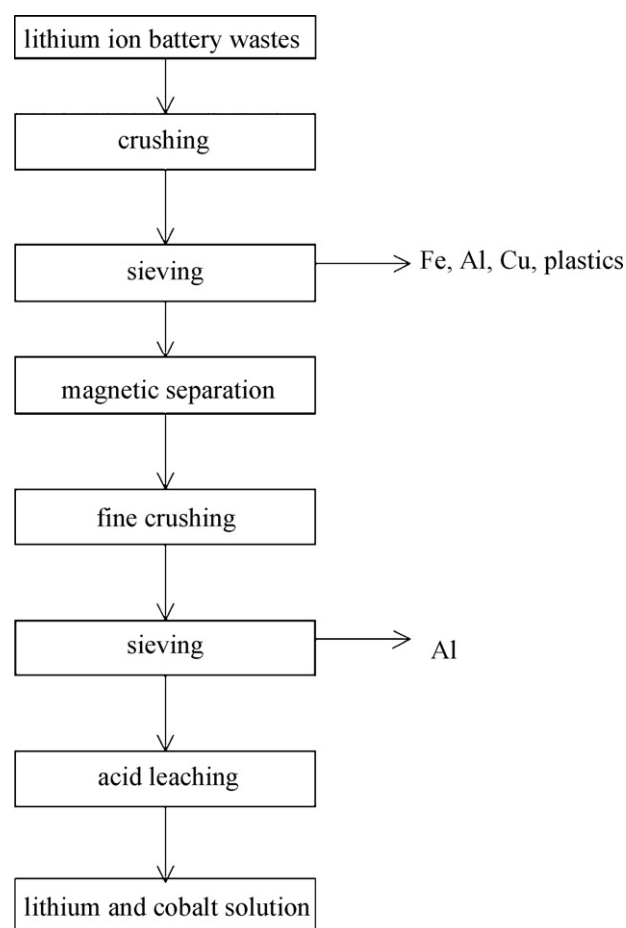 lithium ion battery wastes
crushing
sieving
Fe, Al, Cu, plastics
magnetic separation
fine crushing
sieving
Al
acid leaching
lithium and cobalt solution